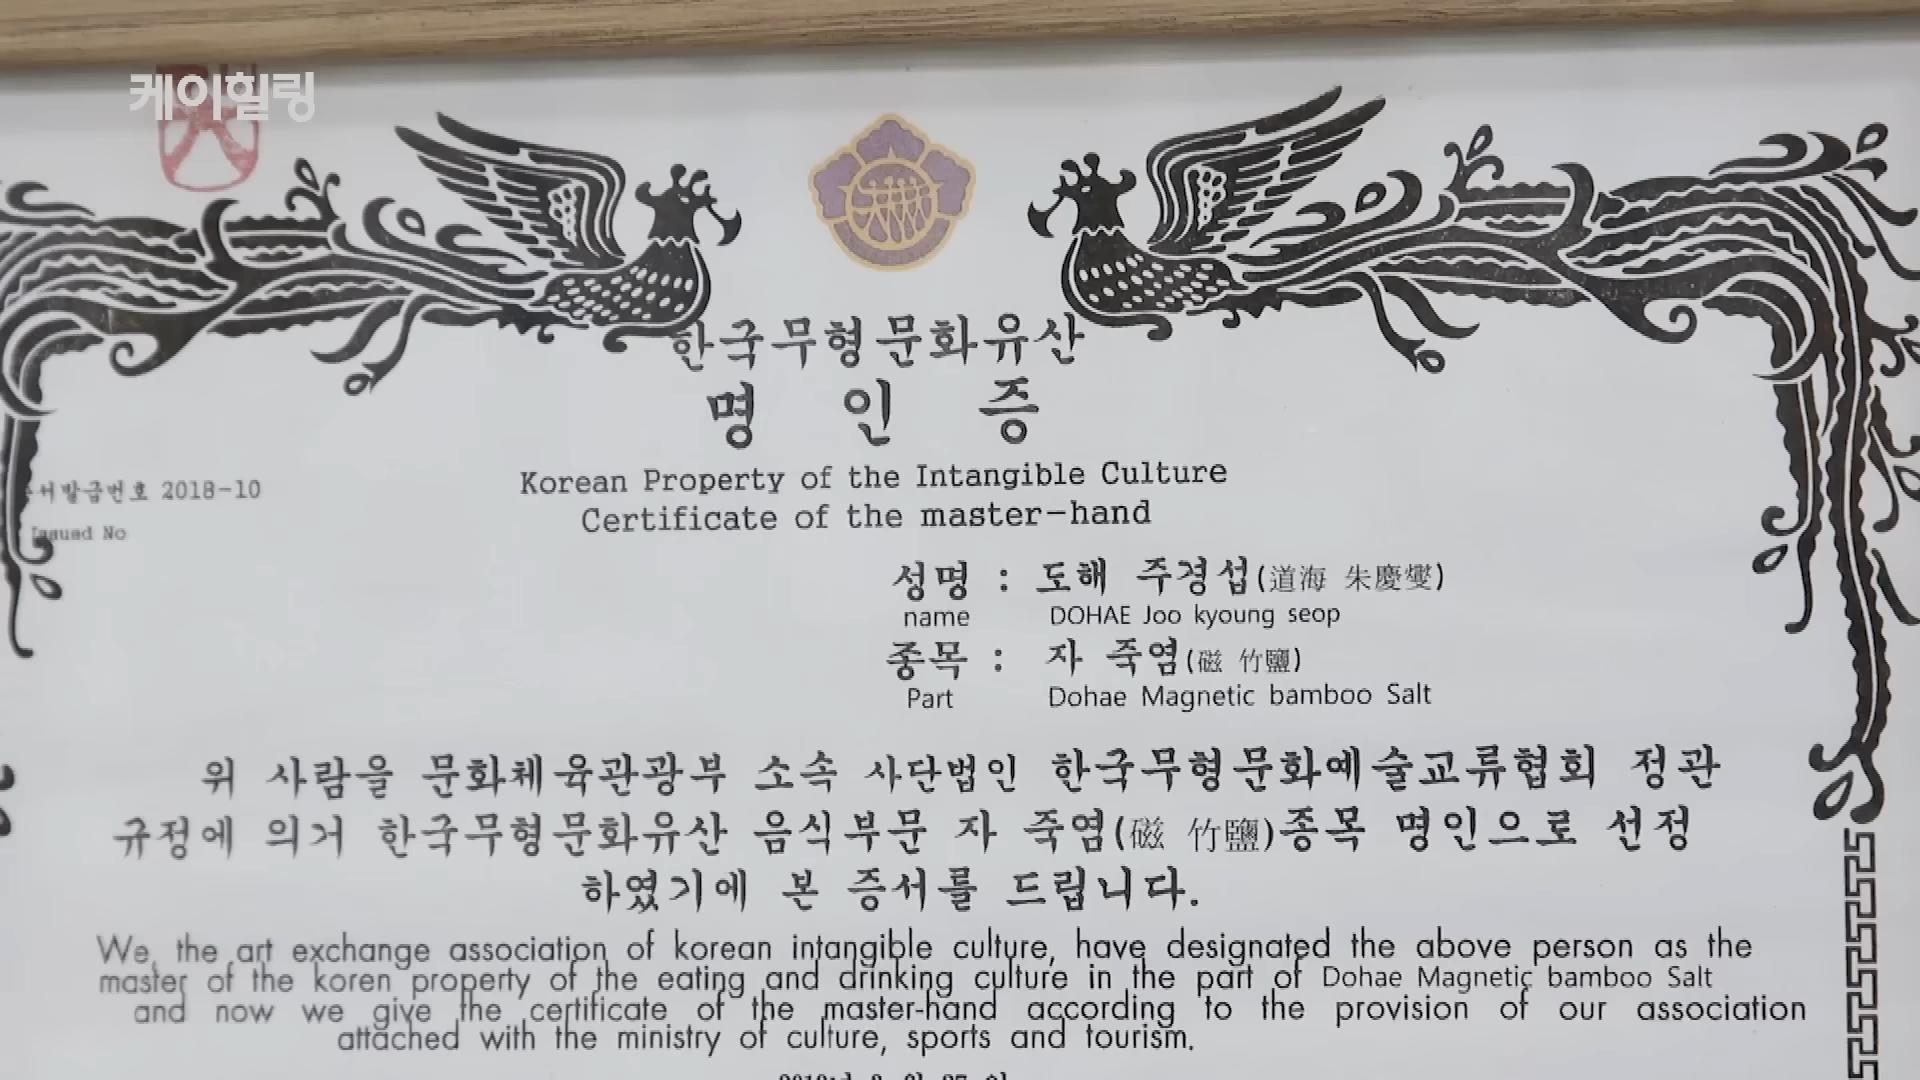 케이힐링
한국무형문화유산
명 인 증
Korean Property of the Intangible Culture
Certificate of the master-hand
서발급번호 2018-10
Issued No
성명 : 도해 주경섭(道海 朱慶燮)
name DOHAE Joo kyoung seop
종목 : 자 죽염(磁 竹鹽)
Part Dohae Magnetic bamboo Salt
위 사람을 문화체육관광부 소속 사단법인 한국무형문화예술교류협회 정관
규정에 의거 한국무형문화유산 음식부문 자 죽염(磁 竹鹽)종목 명인으로 선정
하였기에 본 증서를 드립니다.
We, the art exchange association of korean intangible culture, have designated the above person as the
master of the koren property of the eating and drinking culture in the part of Dohae Magnetic bamboo Salt
and now we give the certificate of the master-hand according to the provision of our association
attached with the ministry of culture, sports and tourism.